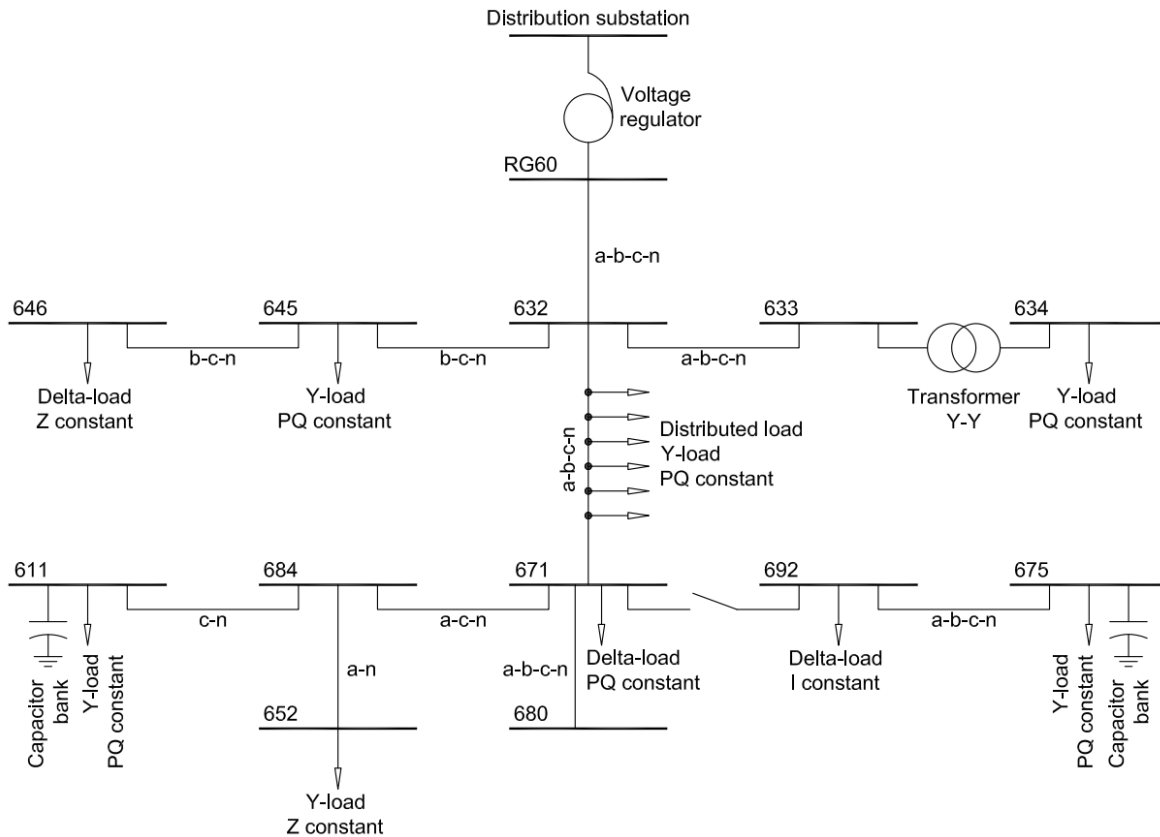 Distribution substation
Voltage
regulator
RG60
a-b-c-n
646
645
632
633
634
b-c-n
b-c-n
a-b-c-n
Delta-load
Z constant
Y-load
PQ constant
Transformer
Y-Y
Y-load
PQ constant
a-b-c-n
Distributed load
Y-load
PQ constant
611
684
671
692
675
c-n
a-c-n
a-b-c-n
Capacitor
bank
Y-load
PQ constant
a-n
a-b-c-n
Delta-load
PQ constant
Delta-load
I constant
Y-load
PQ constant
Capacitor
bank
652
680
Y-load
Z constant